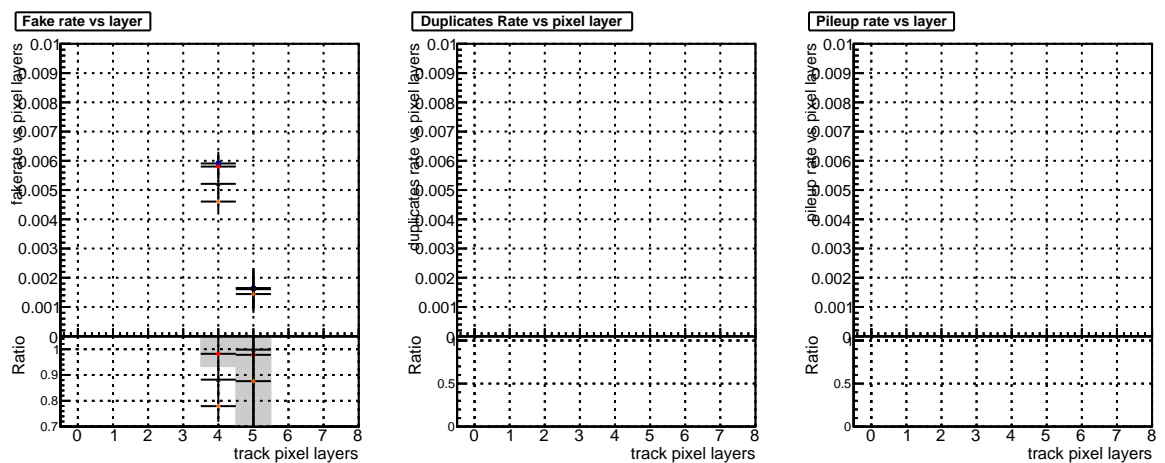 Fake rate vs layer
fakerate vs pixel layers
0.01
0.009
0.008
0.007
0.006
0.005
0.004
0.003
0.002
0.001
0
Ratio
1
0.9
0.8
0.7
0 1 2 3 4 5 6 7 8
track pixel layers
Duplicates Rate vs pixel layer
duplicates rate vs pixel layers
0.01
0.009
0.008
0.007
0.006
0.005
0.004
0.003
0.002
0.001
0
Ratio
1
0.5
0
0 1 2 3 4 5 6 7 8
track pixel layers
Pileup rate vs layer
pileup rate vs pixel layers
0.01
0.009
0.008
0.007
0.006
0.005
0.004
0.003
0.002
0.001
0
Ratio
1
0.5
0
0 1 2 3 4 5 6 7 8
track pixel layers